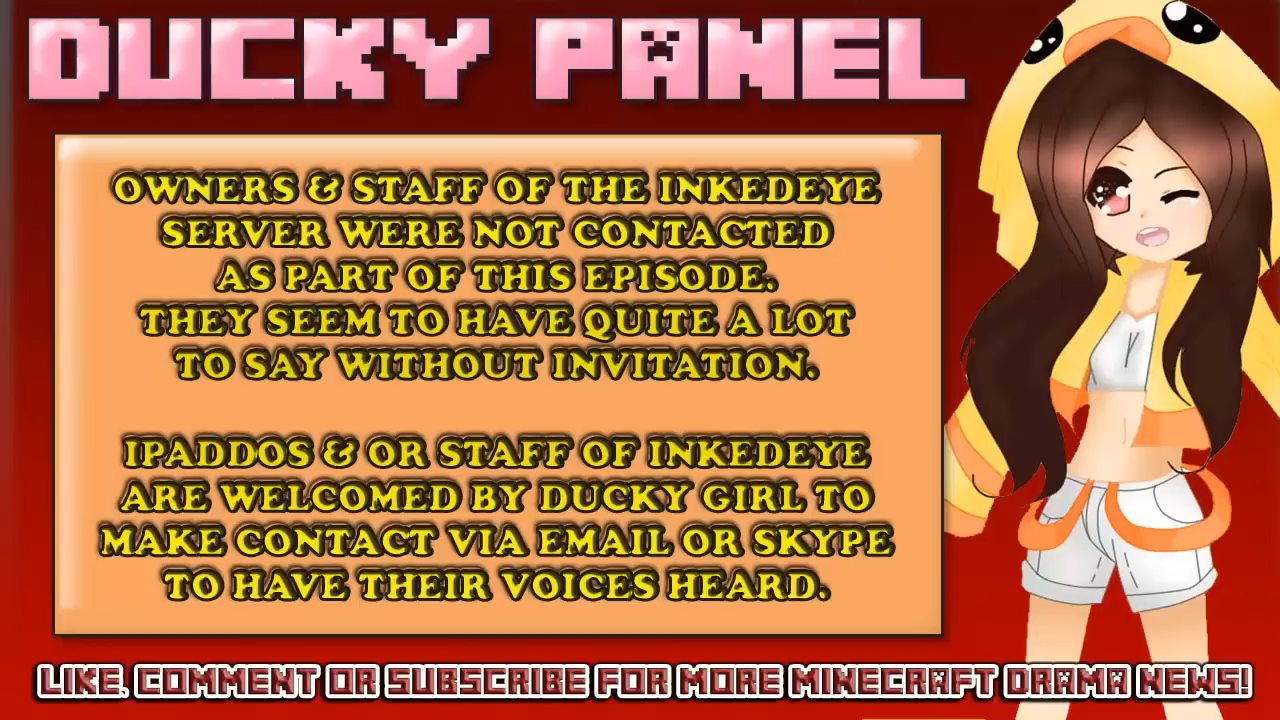 DUCKY PANEL
OWNERS & STAFF OF THE INKEDEYE
SERVER WERE NOT CONTACTED
AS PART OF THIS EPISODE.
THEY SEEM TO HAVE QUITE A LOT
TO SAY WITHOUT INVITATION.
IPADDOS & OR STAFF OF INKEDEYE
ARE WELCOMED BY DUCKY GIRL TO
MAKE CONTACT VIA EMAIL OR SKYPE
TO HAVE THEIR VOICES HEARD.
LIKE, COMMENT OR SUBSCRIBE FOR MORE MINECRAFT DRAMA NEWS!